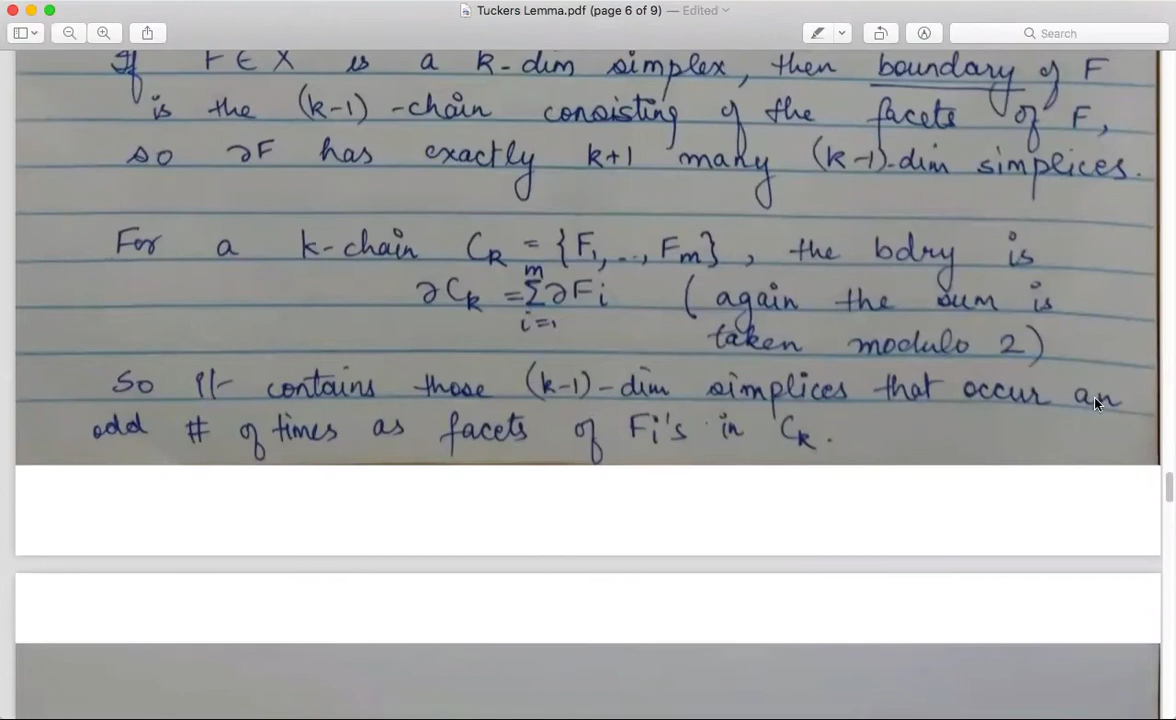 Tuckers Lemma.pdf (page 6 of 9) — Edited
Search
If F ∈ X is a k-dim simplex, then boundary of F
is the (k-1)-chain consisting of the facets of F,
so ∂F has exactly k+1 many (k-1)-dim simplices.
For a k-chain C_k = {F_1, .., F_m}, the bdry is
∂C_k = \sum_{i=1}^{m} ∂F_i (again the sum is
taken modulo 2)
So it contains those (k-1)-dim simplices that occur an
odd # of times as facets of F_i's in C_k.